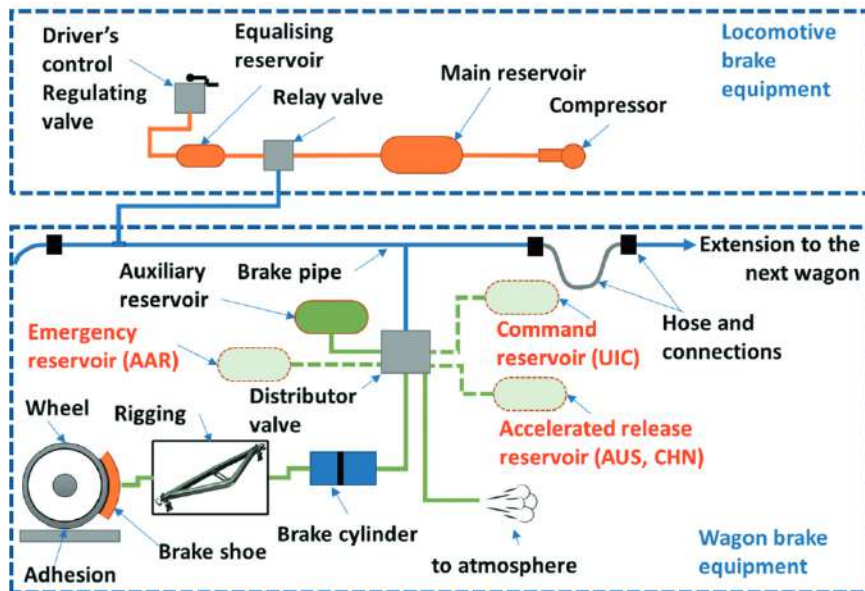 Driver's
control
Regulating
valve
Equalising
reservoir
Relay valve
Main reservoir
Compressor
Locomotive
brake
equipment
Extension to the
next wagon
Auxiliary
reservoir
Brake pipe
Hose and
connections
Emergency
reservoir (AAR)
Command
reservoir (UIC)
Distributor
valve
Accelerated release
reservoir (AUS, CHN)
Wheel
Rigging
Brake shoe
Brake cylinder
Adhesion
to atmosphere
Wagon brake
equipment